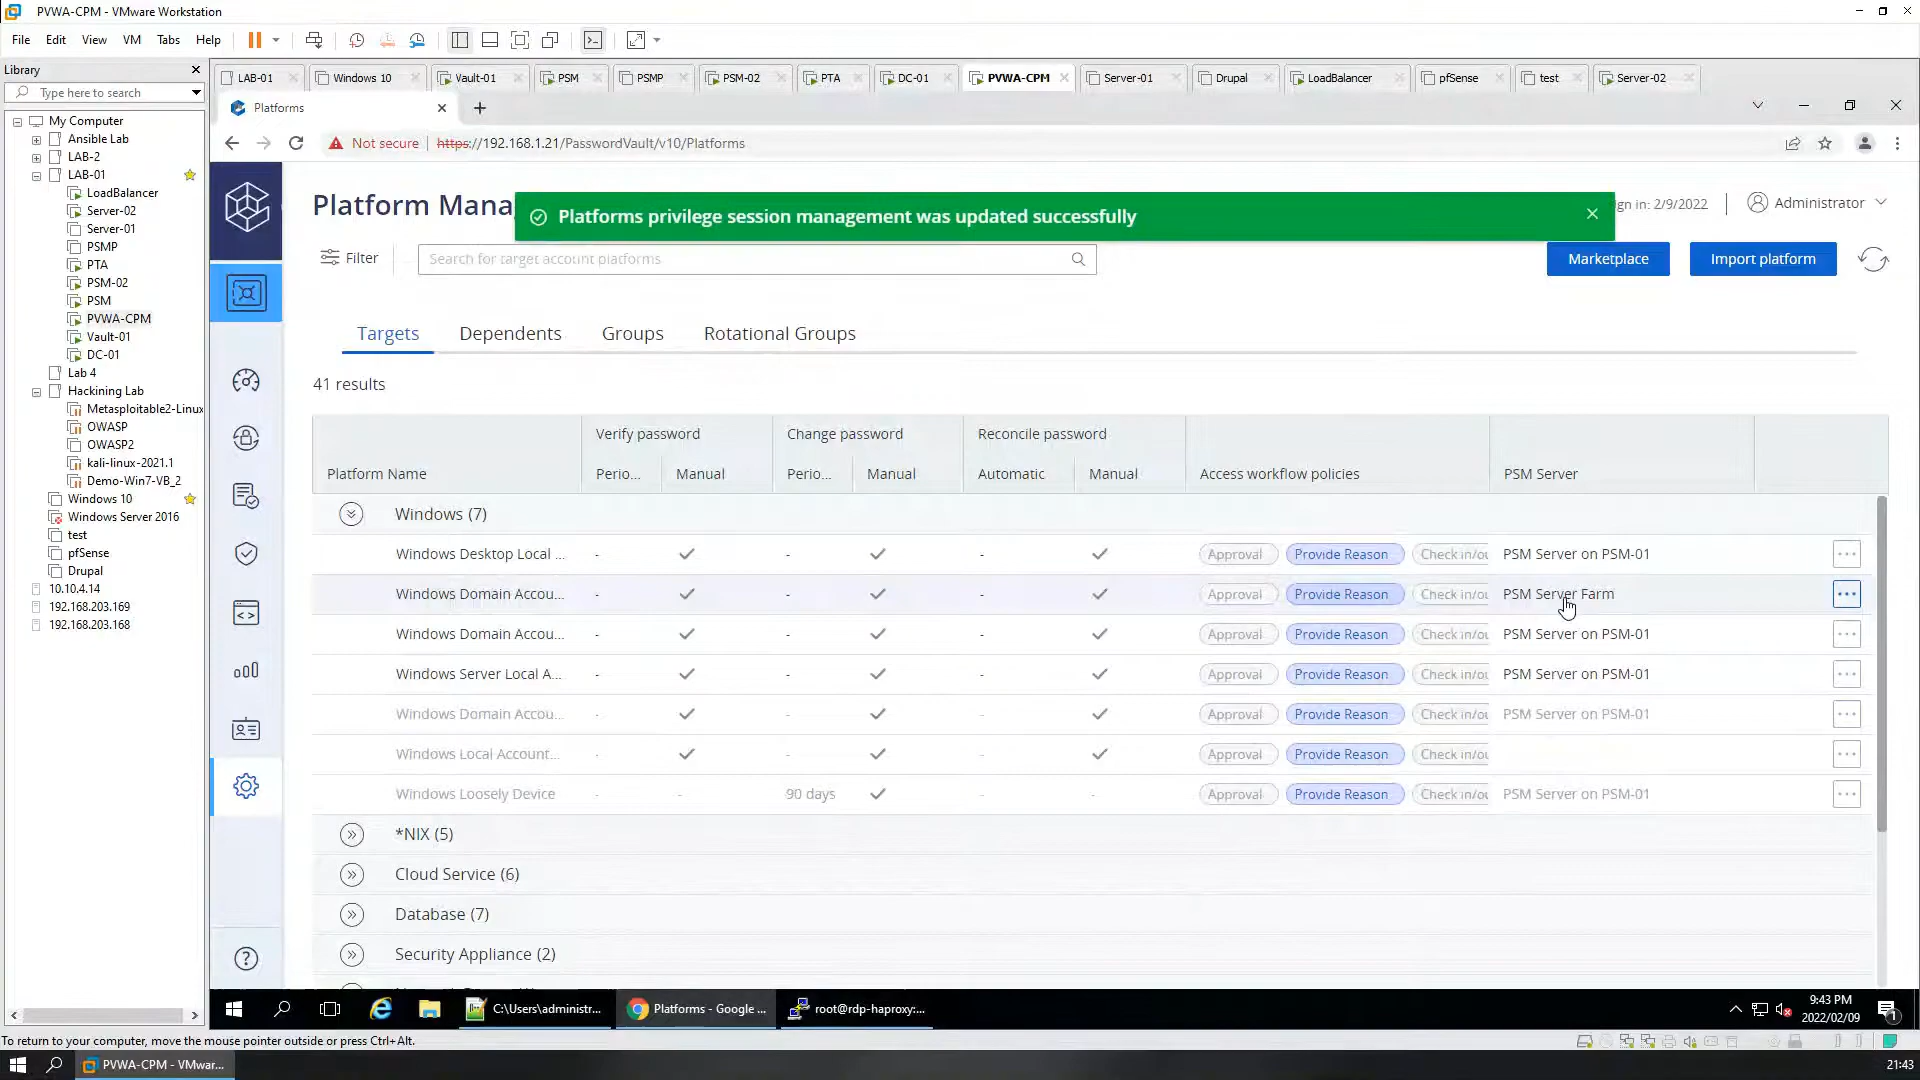 PVWA-CPM - VMware Workstation
File Edit View VM Tabs Help
Library
Type here to search
My Computer
Ansible Lab
LAB-2
LAB-01
LoadBalancer
Server-02
Server-01
PSMP
PTA
PSM-02
PSM
PVWA-CPM
Vault-01
DC-01
Lab 4
Hackining Lab
Metasploitable2-Linux
OWASP
OWASP2
kali-linux-2021.1
Demo-Win7-VB_2
Windows 10
Windows Server 2016
test
pfSense
Drupal
10.10.4.14
192.168.203.169
192.168.203.168
LAB-01 Windows 10 Vault-01 PSM PSMP PSM-02 PTA DC-01 PVWA-CPM Server-01 Drupal LoadBalancer pfSense test Server-02
Platforms
Not secure https://192.168.1.21/PasswordVault/v10/Platforms
Platform Mana
Platforms privilege session management was updated successfully
gn in: 2/9/2022 Administrator
Filter Search for target account platforms Marketplace Import platform
Targets Dependents Groups Rotational Groups
41 results
Verify password Change password Reconcile password
Platform Name Perio... Manual Perio... Manual Automatic Manual Access workflow policies PSM Server
Windows (7)
Windows Desktop Local ... - - - Approval Provide Reason Check in/ou PSM Server on PSM-01 ...
Windows Domain Accou... - - - Approval Provide Reason Check in/ou PSM Server Farm ...
Windows Domain Accou... - - - Approval Provide Reason Check in/ou PSM Server on PSM-01 ...
Windows Server Local A... - - - Approval Provide Reason Check in/ou PSM Server on PSM-01 ...
Windows Domain Accou... - - - Approval Provide Reason Check in/ou PSM Server on PSM-01 ...
Windows Local Account... - - - Approval Provide Reason Check in/ou ...
Windows Loosely Device - - 90 days - - Approval Provide Reason Check in/ou PSM Server on PSM-01 ...
*NIX (5)
Cloud Service (6)
Database (7)
Security Appliance (2)
C:\Users\administr... Platforms - Google ... root@rdp-haproxy:... 9:43 PM
2022/02/09 1
To return to your computer, move the mouse pointer outside or press Ctrl+Alt.
PVWA-CPM - VMwar... 21:43